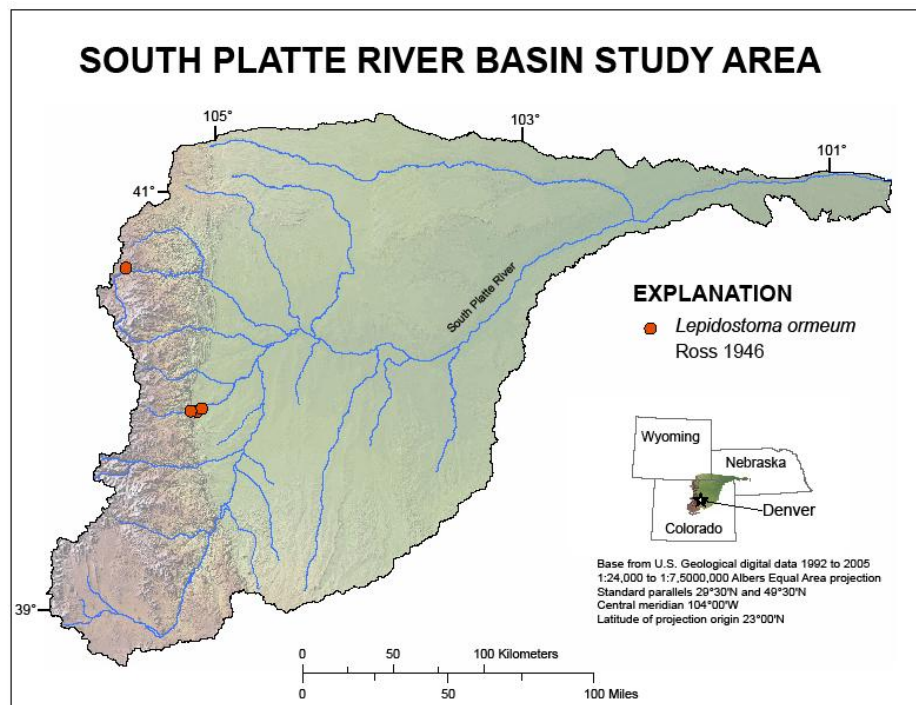 SOUTH PLATTE RIVER BASIN STUDY AREA
105°
103°
101°
41°
South Platte River
EXPLANATION
Lepidostoma ormeum
Ross 1946
Wyoming
Nebraska
Denver
Colorado
Base from U.S. Geological digital data 1992 to 2005
1:24,000 to 1:7,5000,000 Albers Equal Area projection
Standard parallels 29°30'N and 49°30'N
Central meridian 104°00'W
Latitude of projection origin 23°00'N
39°
0 50 100 Kilometers
0 50 100 Miles